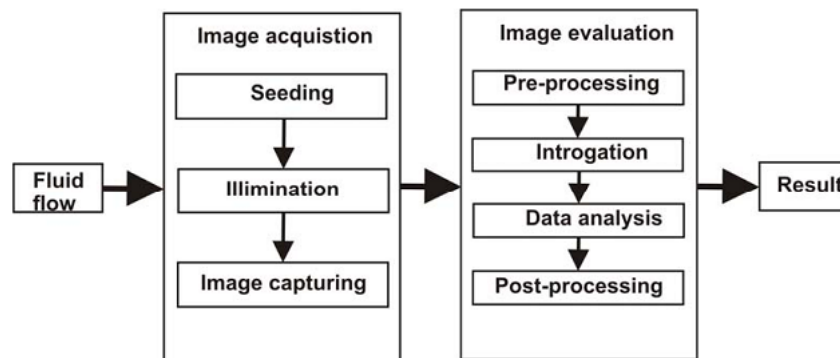 Fluid
flow
Image acquistion
Seeding
Illimination
Image capturing
Image evaluation
Pre-processing
Introgation
Data analysis
Post-processing
Result